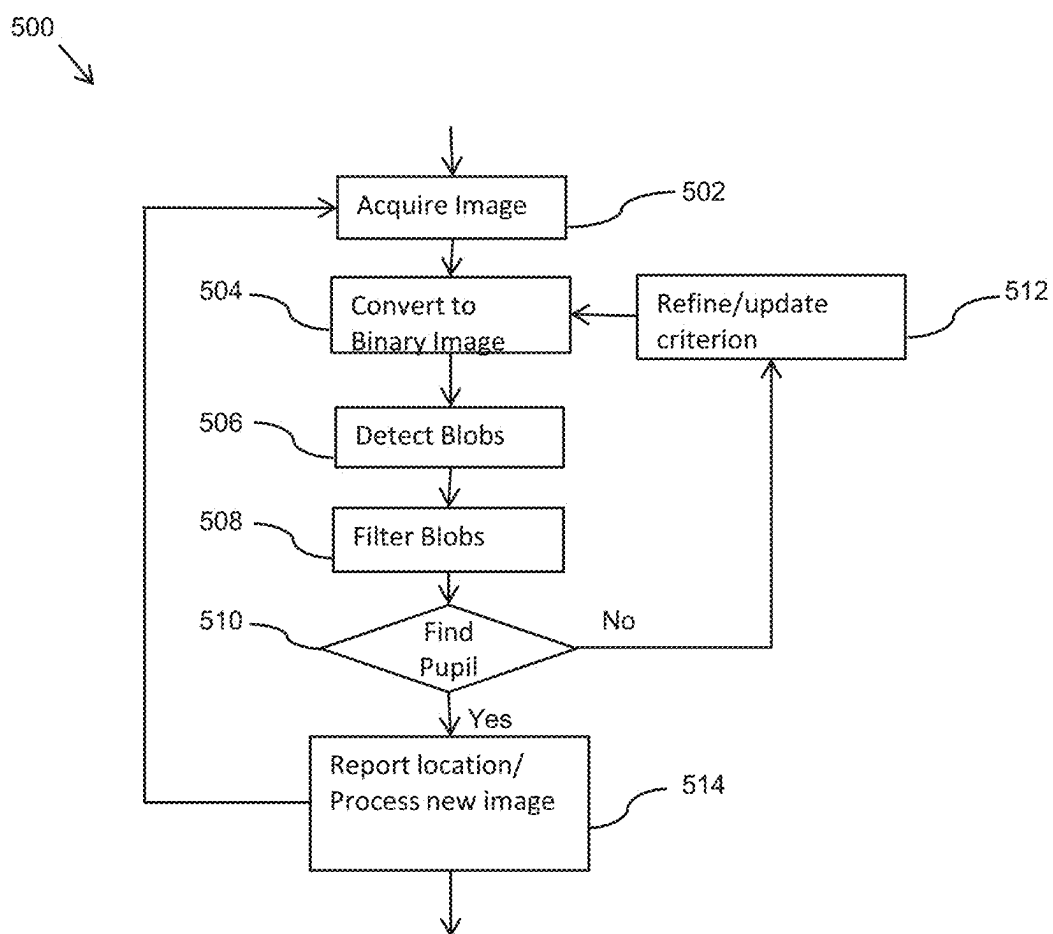 500
Acquire Image
502
504
Convert to
Binary Image
Refine/update
criterion
512
506
Detect Blobs
508
Filter Blobs
510
Find
Pupil
No
Yes
Report location/
Process new image
514